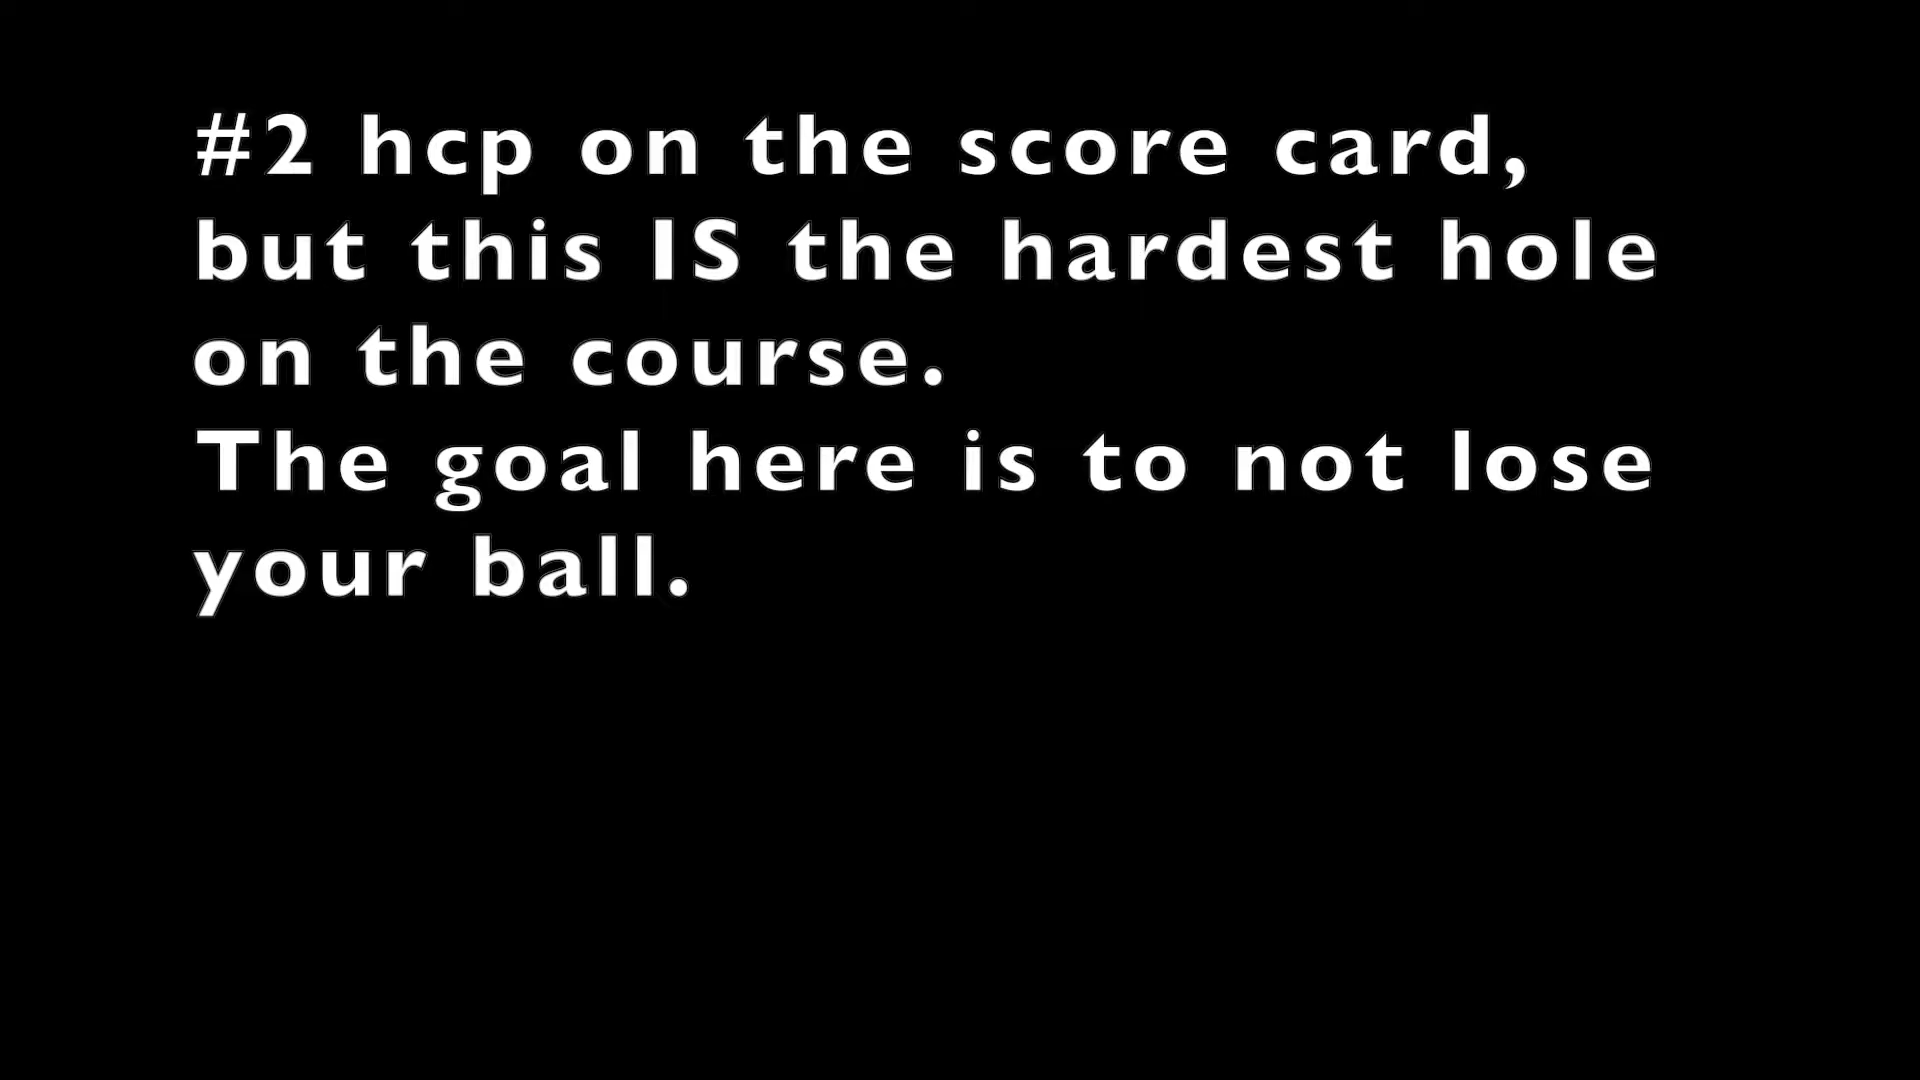 #2 hcp on the score card,
but this IS the hardest hole
on the course.
The goal here is to not lose
your ball.